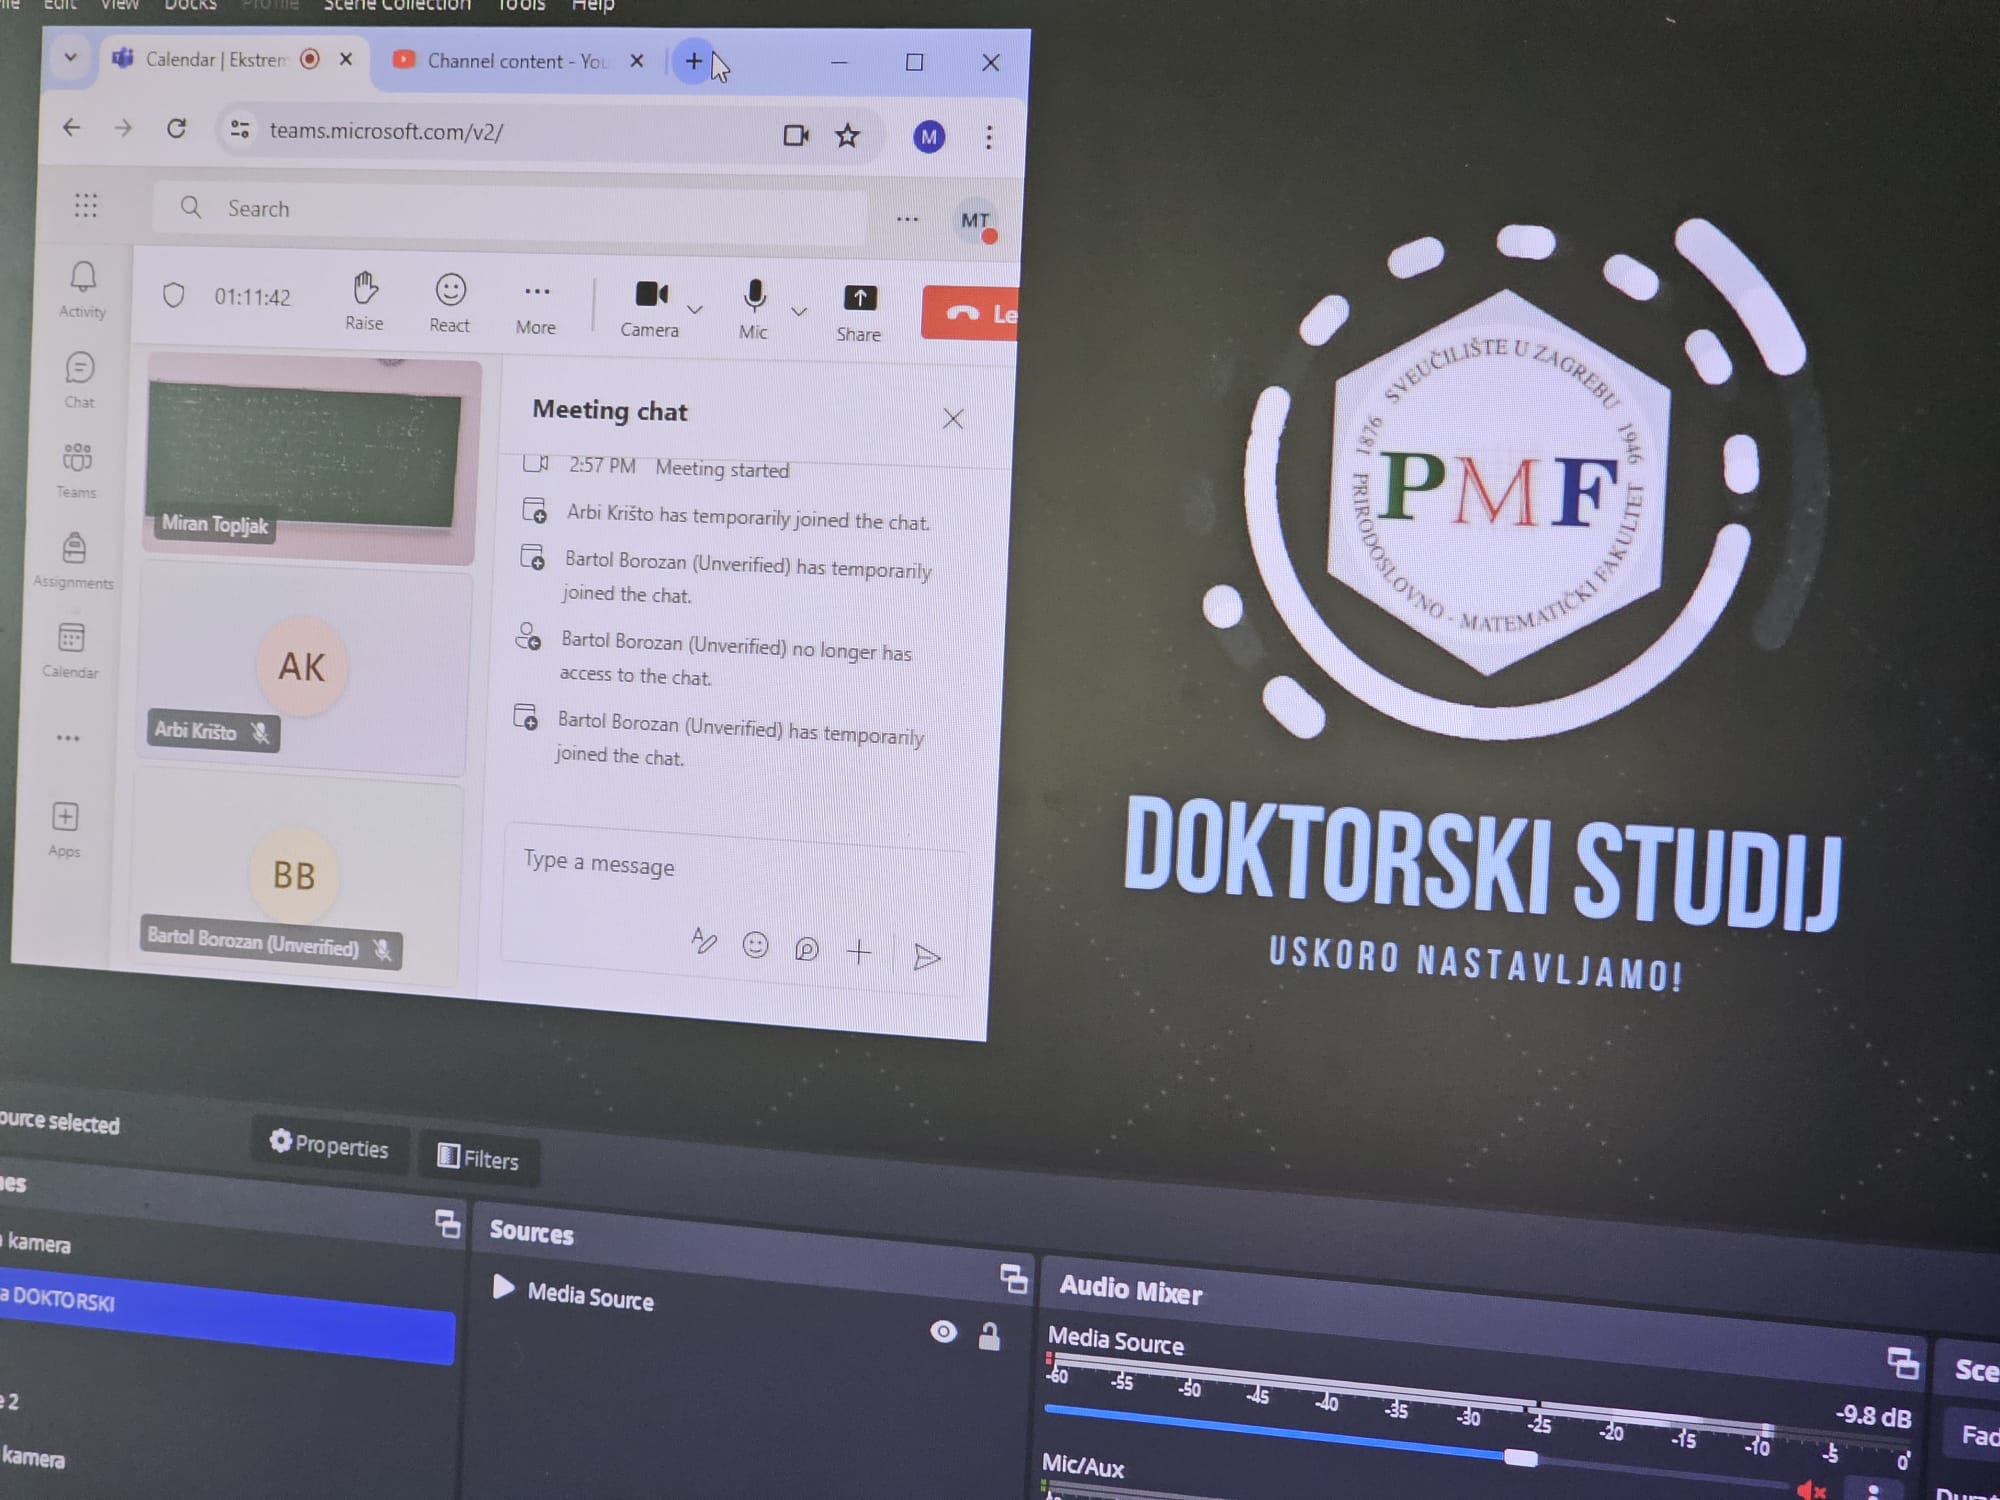 Edit View Docks Profile Scene Collection Tools Help
Calendar | Ekstrem
Channel content - You
teams.microsoft.com/v2/
M
Search
MT
01:11:42
Raise
React
More
Camera
Mic
Share
Le
Activity
Chat
Teams
Assignments
Calendar
Apps
Miran Topljak
AK
Arbi Krišto
BB
Bartol Borozan (Unverified)
Meeting chat
2:57 PM Meeting started
Arbi Krišto has temporarily joined the chat.
Bartol Borozan (Unverified) has temporarily
joined the chat.
Bartol Borozan (Unverified) no longer has
access to the chat.
Bartol Borozan (Unverified) has temporarily
joined the chat.
Type a message
SVEUČILIŠTE U ZAGREBU
1876 1946
PMF
PRIRODOSLOVNO - MATEMATIČKI FAKULTET
DOKTORSKI STUDIJ
USKORO NASTAVLJAMO!
ource selected
Properties
Filters
nes
kamera
a DOKTORSKI
e 2
kamera
Sources
Media Source
Audio Mixer
Media Source
-60 -55 -50 -45 -40 -35 -30 -25 -20 -15 -10 -5 0
-9.8 dB
Mic/Aux
Sce
Fad